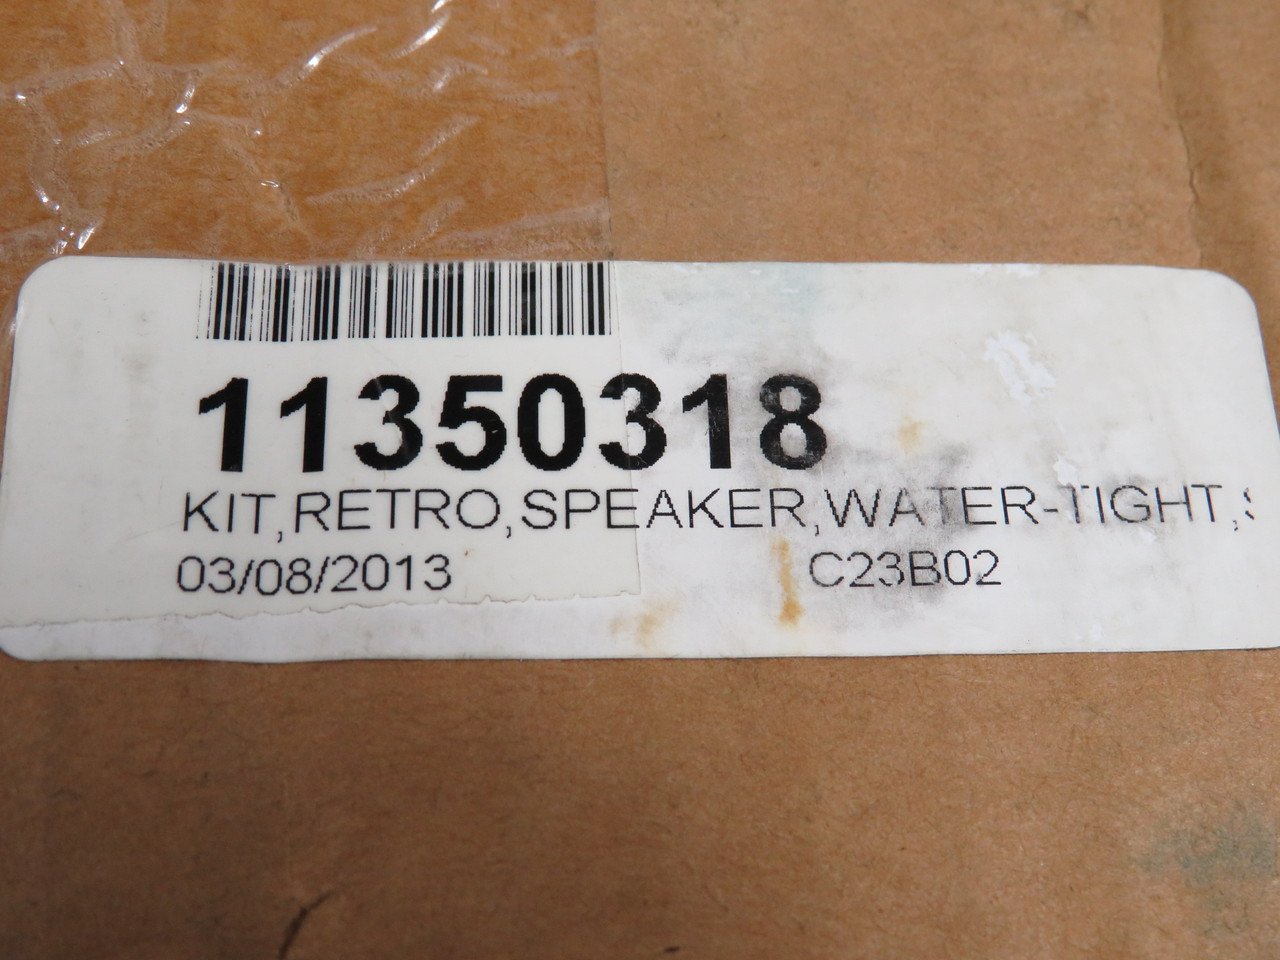 11350318
KIT,RETRO,SPEAKER,WATER-TIGHT,
03/08/2013 C23B02